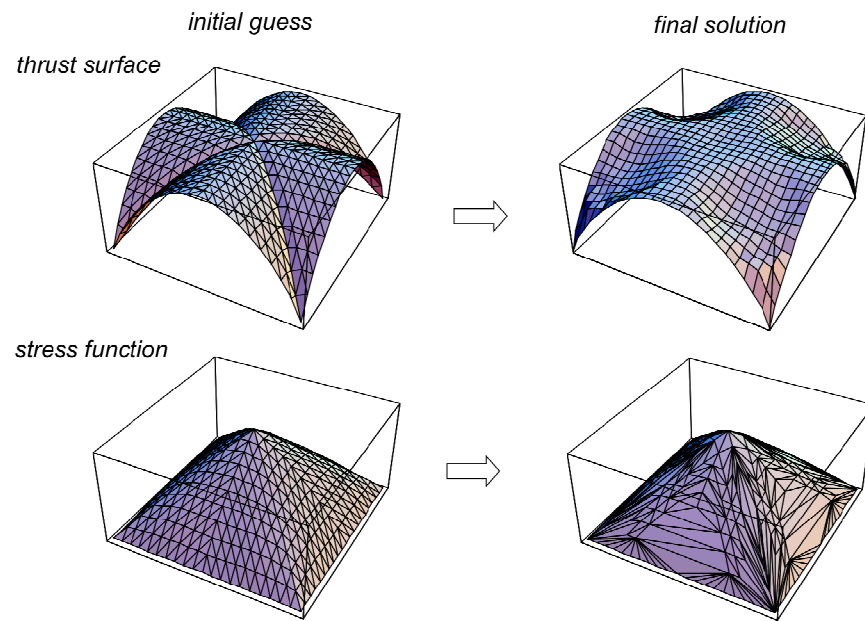 initial guess
final solution
thrust surface
stress function